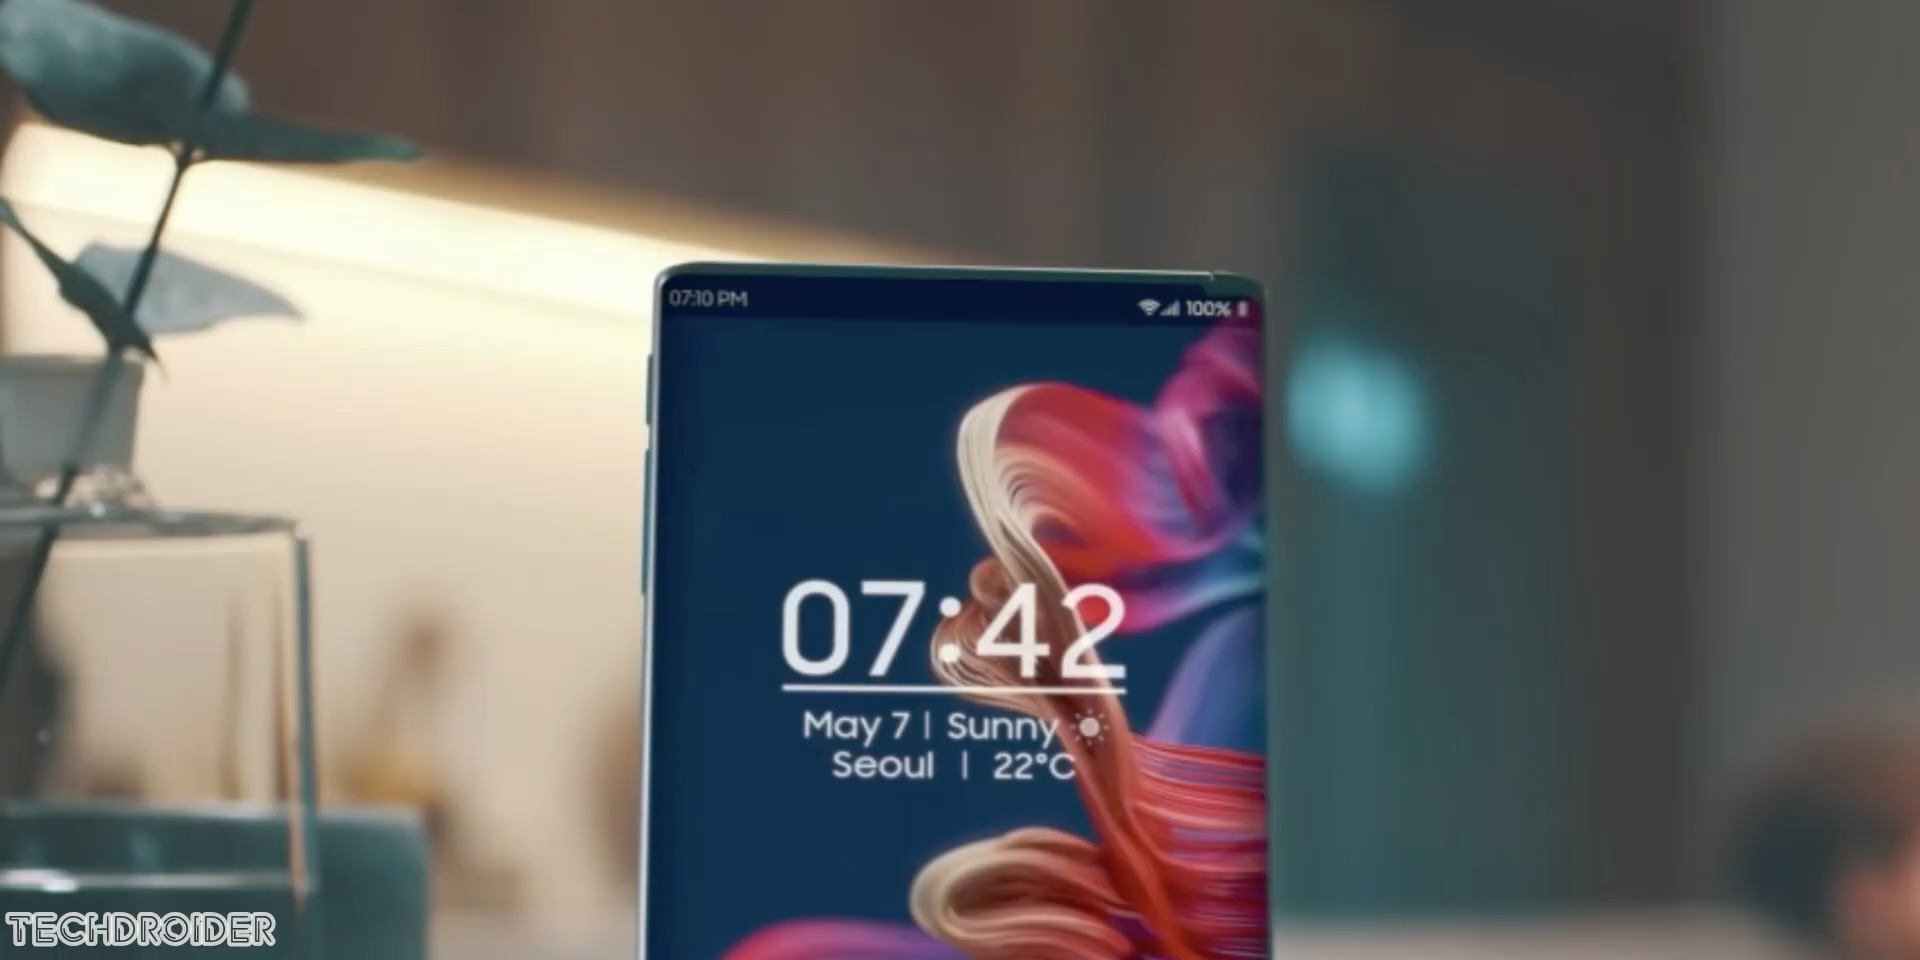 07:10 PM
100%
07:42
May 7 | Sunny
Seoul | 22°C
TECHDROIDER